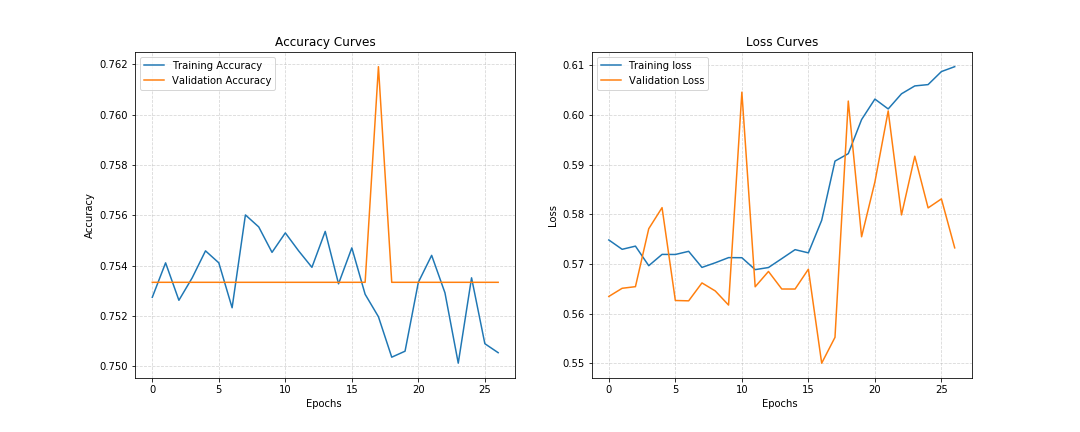 Accuracy Curves
Training Accuracy
Validation Accuracy
0.762
0.760
0.758
0.756
0.754
0.752
0.750
Accuracy
0 5 10 15 20 25
Epochs
Loss Curves
Training loss
Validation Loss
0.61
0.60
0.59
0.58
0.57
0.56
0.55
Loss
0 5 10 15 20 25
Epochs